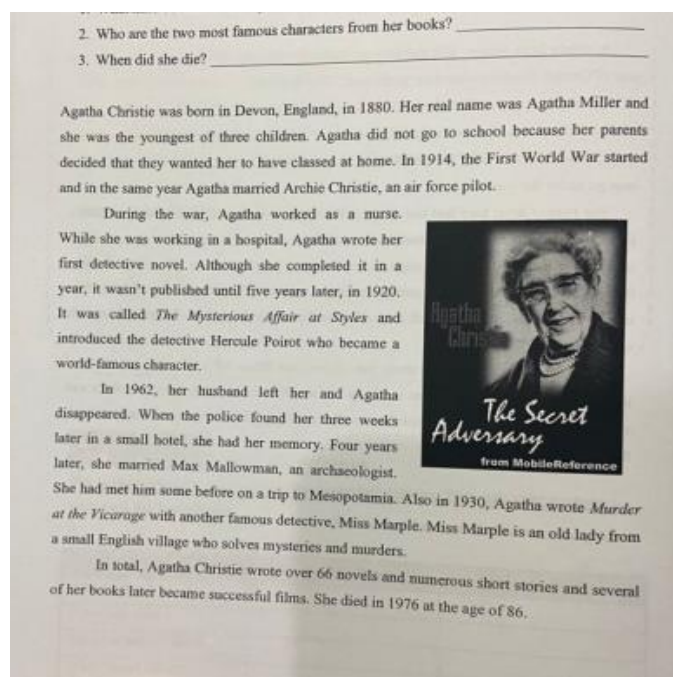 2. Who are the two most famous characters from her books?
3. When did she die?
Agatha Christie was born in Devon, England, in 1880. Her real name was Agatha Miller and
she was the youngest of three children. Agatha did not go to school because her parents
decided that they wanted her to have classed at home. In 1914, the First World War started
and in the same year Agatha married Archie Christie, an air force pilot.
During the war, Agatha worked as a nurse.
While she was working in a hospital, Agatha wrote her
first detective novel. Although she completed it in a
year, it wasn't published until five years later, in 1920.
It was called The Mysterious Affair at Styles and
introduced the detective Hercule Poirot who became a
world-famous character.
In 1962, her husband left her and Agatha
disappeared. When the police found her three weeks
later in a small hotel, she had her memory. Four years
later, she married Max Mallowman, an archaeologist.
She had met him some before on a trip to Mesopotamia. Also in 1930, Agatha wrote Murder
at the Vicarage with another famous detective, Miss Marple. Miss Marple is an old lady from
a small English village who solves mysteries and murders.
In total, Agatha Christie wrote over 66 novels and numerous short stories and several
of her books later became successful films. She died in 1976 at the age of 86.
Agatha
Christie
The Secret
Adversary
from MobileReference